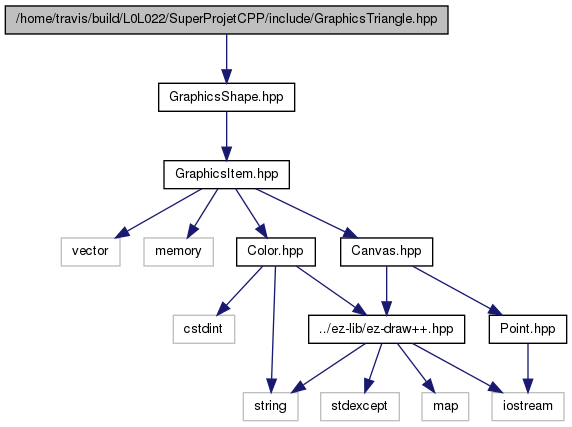 /home/travis/build/L0L022/SuperProjetCPP/include/GraphicsTriangle.hpp
GraphicsShape.hpp
GraphicsItem.hpp
vector
memory
Color.hpp
Canvas.hpp
cstdint
../ez-lib/ez-draw++.hpp
Point.hpp
string
stdexcept
map
iostream